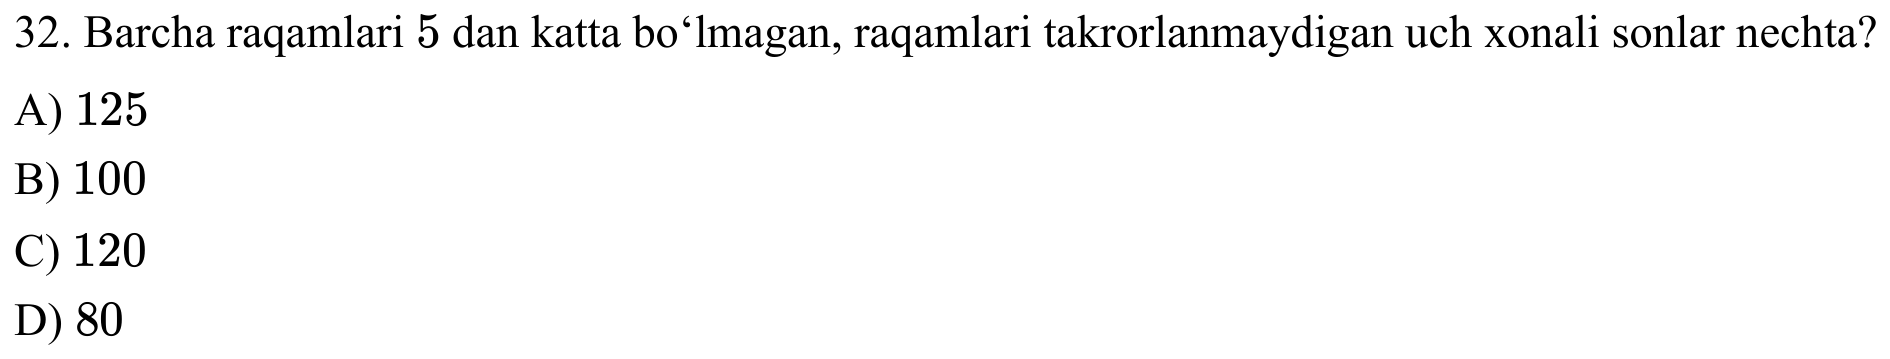 32. Barcha raqamlari 5 dan katta bo‘lmagan, raqamlari takrorlanmaydigan uch xonali sonlar nechta?
A) 125
B) 100
C) 120
D) 80